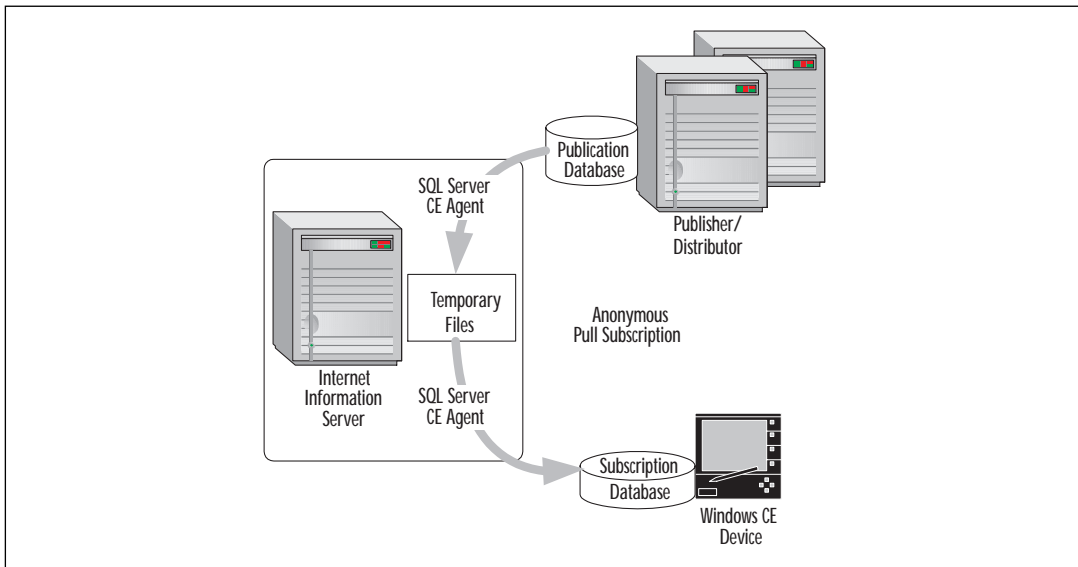 Publication
Database
Publisher/
Distributor
SQL Server
CE Agent
Temporary
Files
Anonymous
Pull Subscription
Internet
Information
Server
SQL Server
CE Agent
Subscription
Database
Windows CE
Device